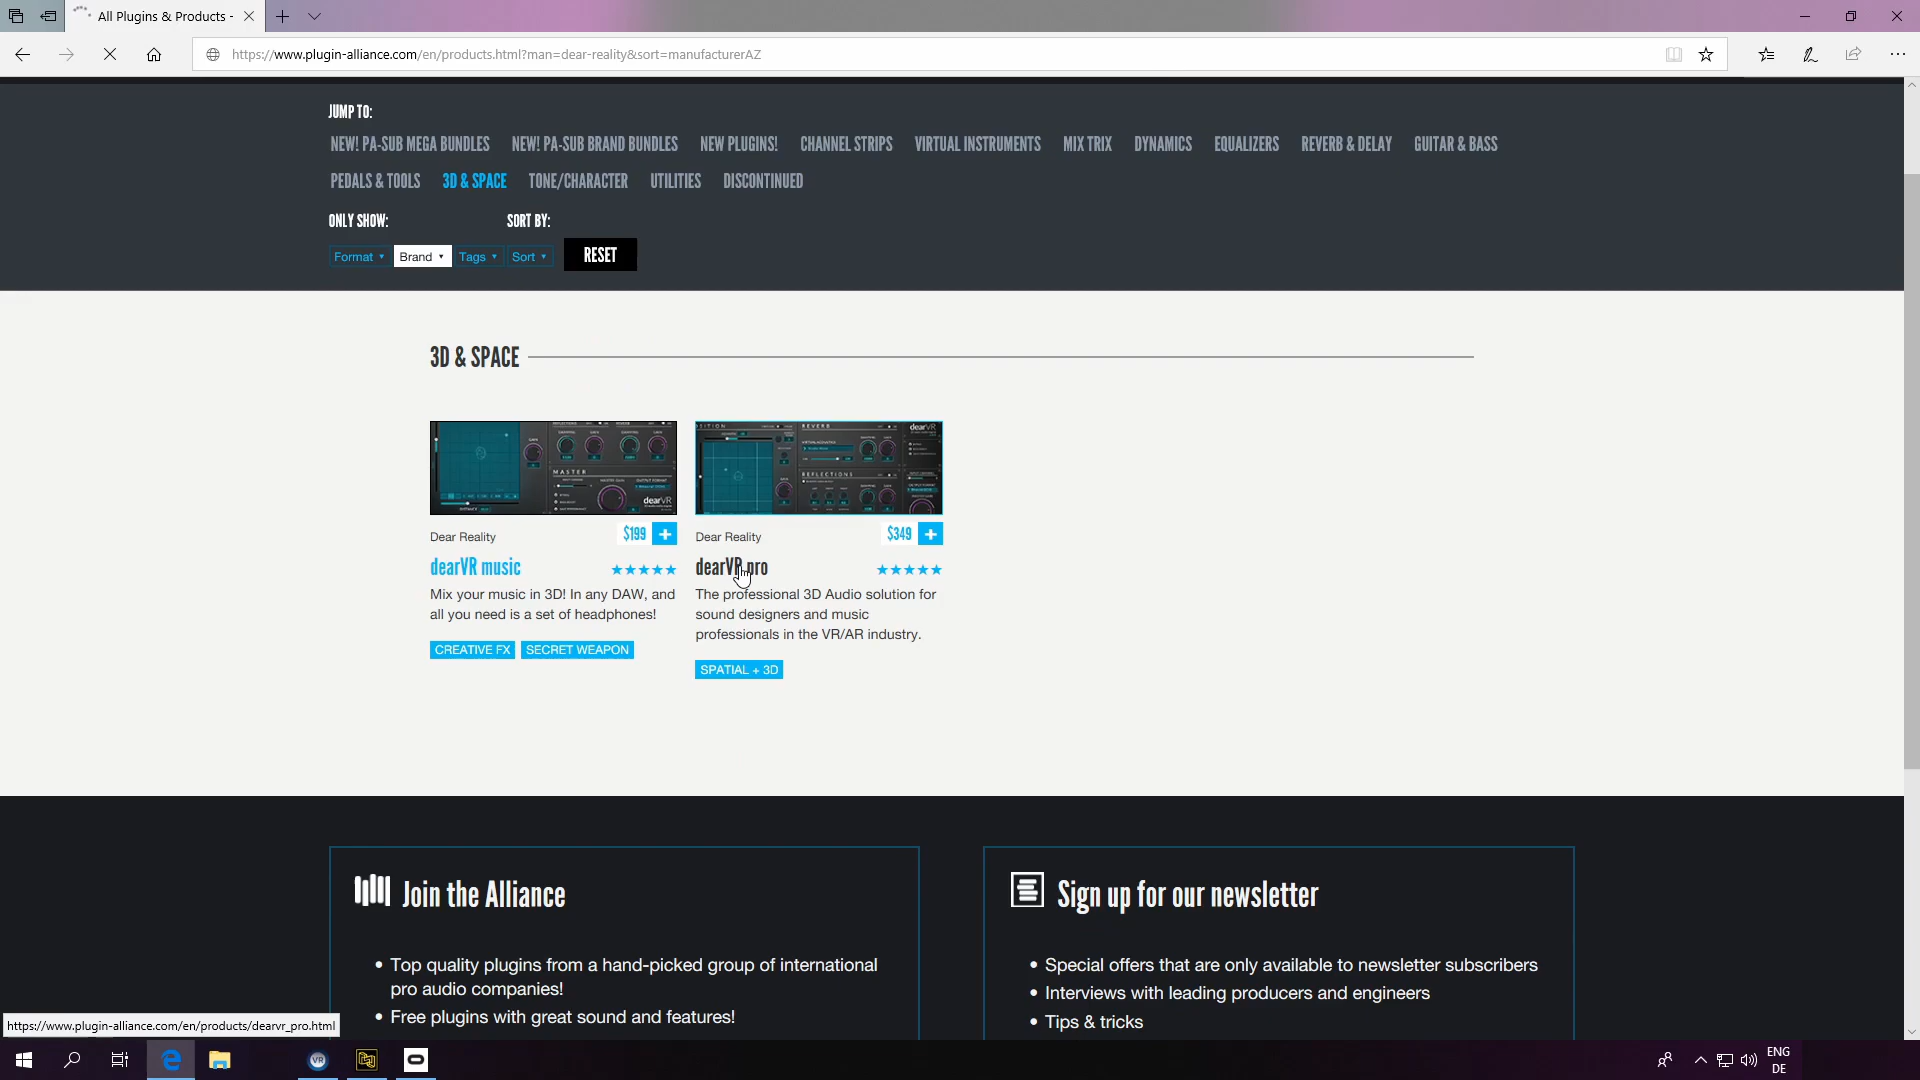 All Plugins & Products -
https://www.plugin-alliance.com/en/products.html?man=dear-reality&sort=manufacturerAZ
JUMP TO:
NEW! PA-SUB MEGA BUNDLES NEW! PA-SUB BRAND BUNDLES NEW PLUGINS! CHANNEL STRIPS VIRTUAL INSTRUMENTS MIX TRIX DYNAMICS EQUALIZERS REVERB & DELAY GUITAR & BASS
PEDALS & TOOLS 3D & SPACE TONE/CHARACTER UTILITIES DISCONTINUED
ONLY SHOW: SORT BY:
Format Brand Tags Sort RESET
3D & SPACE
MASTER
dearVR
REVERB
REFLECTIONS
dearVR
Dear Reality $199 +
dearVR music
Mix your music in 3D! In any DAW, and
all you need is a set of headphones!
CREATIVE FX SECRET WEAPON
Dear Reality $349 +
dearVR pro
The professional 3D Audio solution for
sound designers and music
professionals in the VR/AR industry.
SPATIAL + 3D
Join the Alliance
• Top quality plugins from a hand-picked group of international
pro audio companies!
• Free plugins with great sound and features!
Sign up for our newsletter
• Special offers that are only available to newsletter subscribers
• Interviews with leading producers and engineers
• Tips & tricks
https://www.plugin-alliance.com/en/products/dearvr_pro.html
VR
ENG
DE